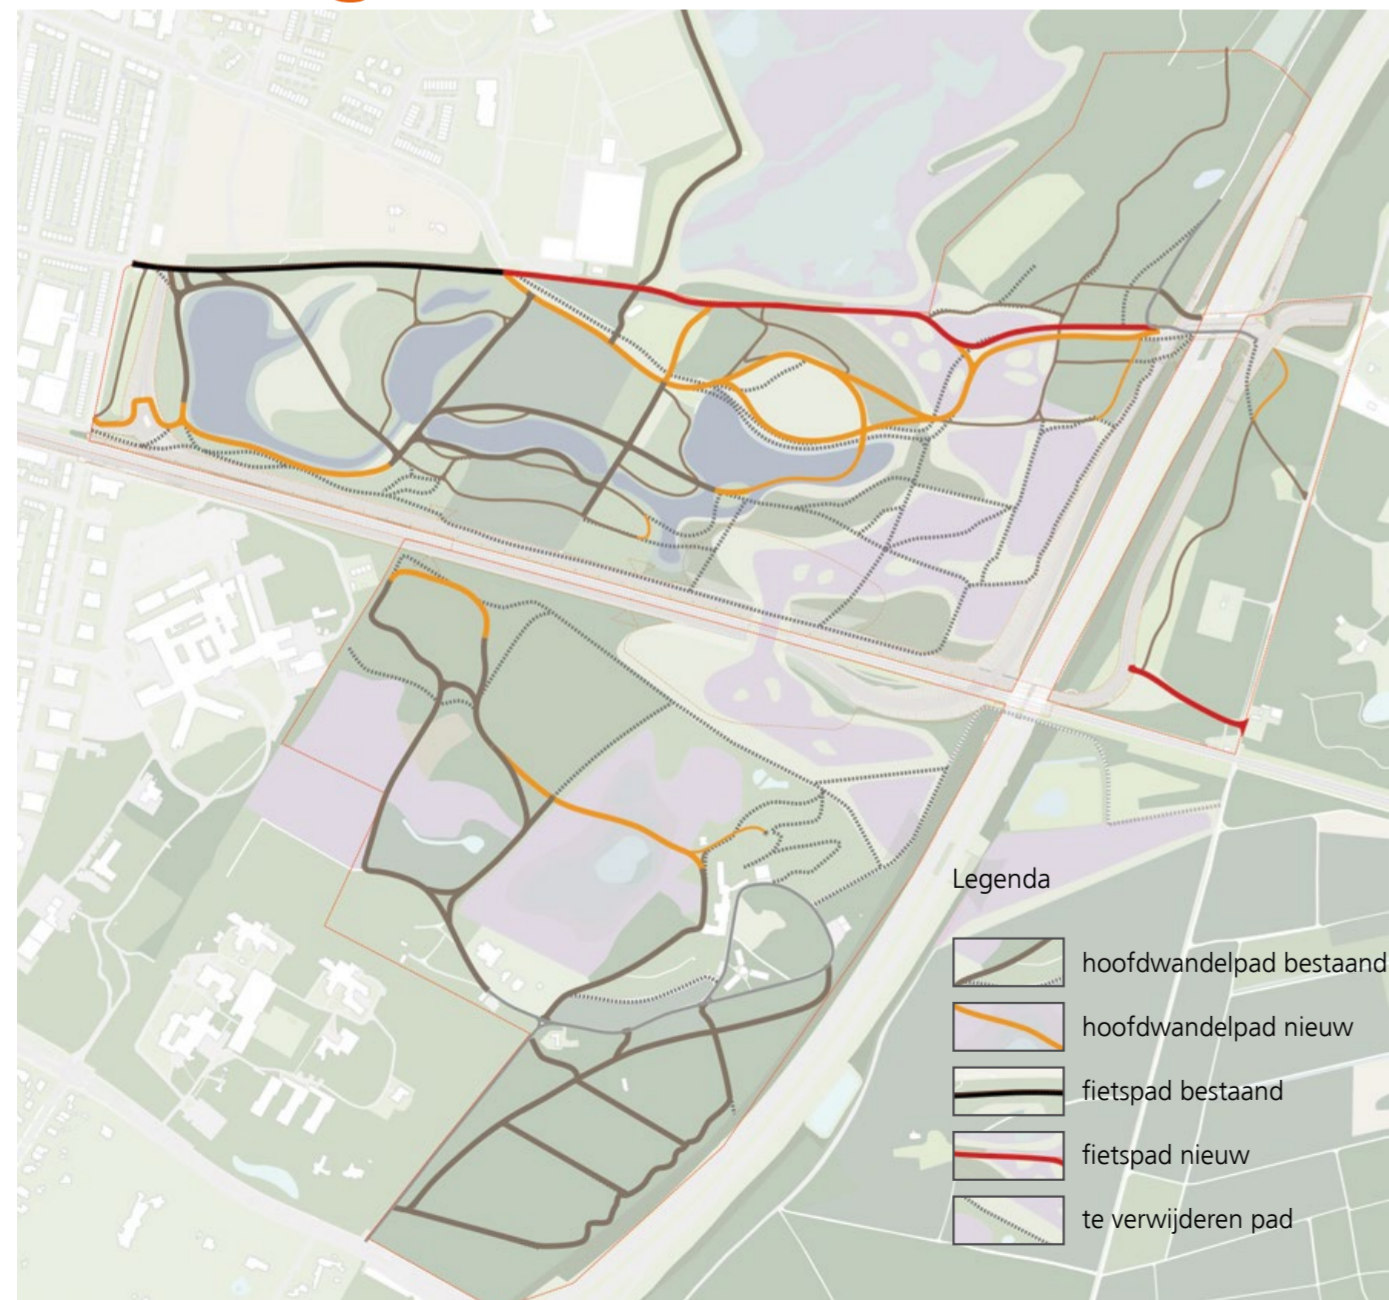 Legenda
hoofdwandelpad bestaand
hoofdwandelpad nieuw
fietspad bestaand
fietspad nieuw
te verwijderen pad